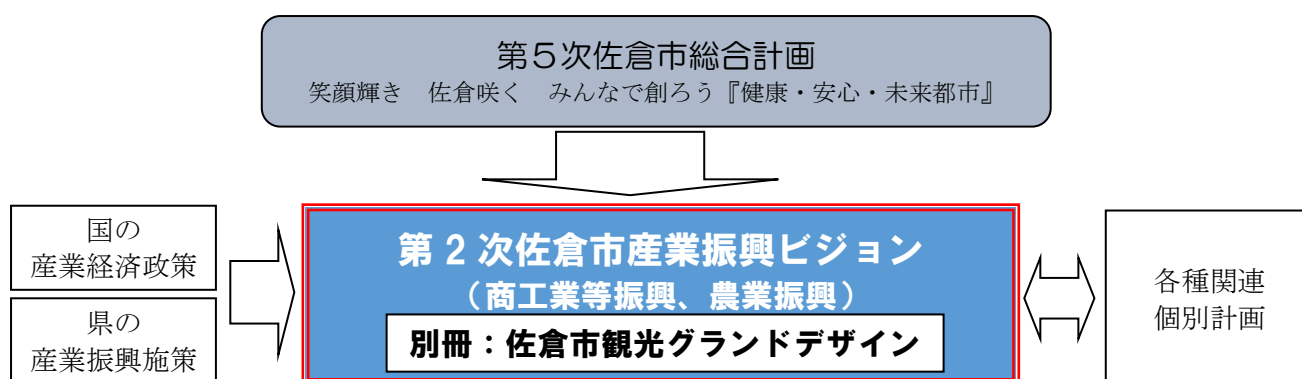 第５次佐倉市総合計画
笑顔輝き　佐倉咲く　みんなで創ろう『健康・安心・未来都市』
国の
産業経済政策
県の
産業振興施策
第２次佐倉市産業振興ビジョン
（商工業等振興、農業振興）
別冊：佐倉市観光グランドデザイン
各種関連
個別計画